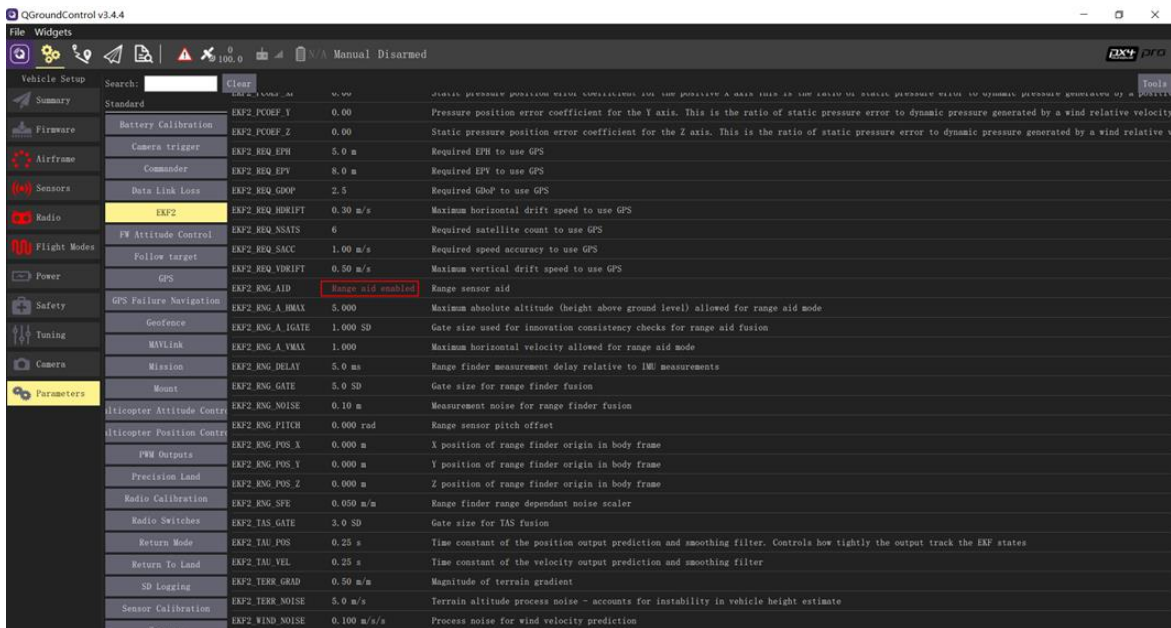 QGroundControl v3.4.4
File Widgets
0
100.0
N/A Manual Disarmed
px4 pro
Vehicle Setup
Summary
Firmware
Airframe
Sensors
Radio
Flight Modes
Power
Safety
Tuning
Camera
Parameters
Search:
Clear
Tools
Standard
Battery Calibration
Camera trigger
Commander
Data Link Loss
EKF2
FW Attitude Control
Follow target
GPS
GPS Failure Navigation
Geofence
MAVLink
Mission
Mount
lticopter Attitude Contr
lticopter Position Contr
PWM Outputs
Precision Land
Radio Calibration
Radio Switches
Return Mode
Return To Land
SD Logging
Sensor Calibration
EKF2_PCOEF_Y 0.00 Pressure position error coefficient for the Y axis. This is the ratio of static pressure error to dynamic pressure generated by a wind relative velocity
EKF2_PCOEF_Z 0.00 Static pressure position error coefficient for the Z axis. This is the ratio of static pressure error to dynamic pressure generated by a wind relative
EKF2_REQ_EPH 5.0 m Required EPH to use GPS
EKF2_REQ_EPV 8.0 m Required EPV to use GPS
EKF2_REQ_GDOP 2.5 Required GDoP to use GPS
EKF2_REQ_HDRIFT 0.30 m/s Maximum horizontal drift speed to use GPS
EKF2_REQ_NSATS 6 Required satellite count to use GPS
EKF2_REQ_SACC 1.00 m/s Required speed accuracy to use GPS
EKF2_REQ_VDRIFT 0.50 m/s Maximum vertical drift speed to use GPS
EKF2_RNG_AID Range aid enabled Range sensor aid
EKF2_RNG_A_HMAX 5.000 Maximum absolute altitude (height above ground level) allowed for range aid mode
EKF2_RNG_A_IGATE 1.000 SD Gate size used for innovation consistency checks for range aid fusion
EKF2_RNG_A_VMAX 1.000 Maximum horizontal velocity allowed for range aid mode
EKF2_RNG_DELAY 5.0 ms Range finder measurement delay relative to IMU measurements
EKF2_RNG_GATE 5.0 SD Gate size for range finder fusion
EKF2_RNG_NOISE 0.10 m Measurement noise for range finder fusion
EKF2_RNG_PITCH 0.000 rad Range sensor pitch offset
EKF2_RNG_POS_X 0.000 m X position of range finder origin in body frame
EKF2_RNG_POS_Y 0.000 m Y position of range finder origin in body frame
EKF2_RNG_POS_Z 0.000 m Z position of range finder origin in body frame
EKF2_RNG_SFE 0.050 m/m Range finder range dependant noise scaler
EKF2_TAS_GATE 3.0 SD Gate size for TAS fusion
EKF2_TAU_POS 0.25 s Time constant of the position output prediction and smoothing filter. Controls how tightly the output track the EKF states
EKF2_TAU_VEL 0.25 s Time constant of the velocity output prediction and smoothing filter
EKF2_TERR_GRAD 0.50 m/m Magnitude of terrain gradient
EKF2_TERR_NOISE 5.0 m/s Terrain altitude process noise - accounts for instability in vehicle height estimate
EKF2_WIND_NOISE 0.100 m/s/s Process noise for wind velocity prediction